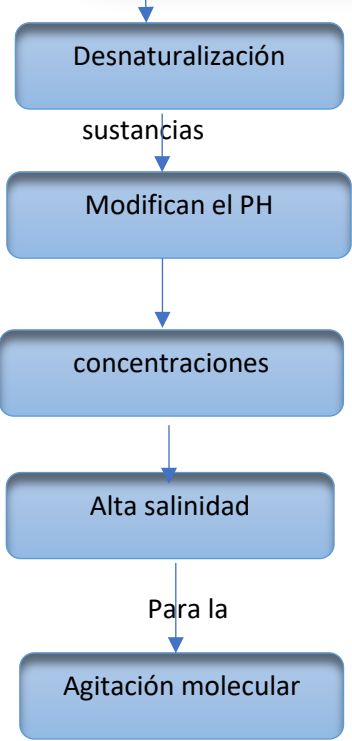 Desnaturalización
sustancias
Modifican el PH
concentraciones
Alta salinidad
Para la
Agitación molecular